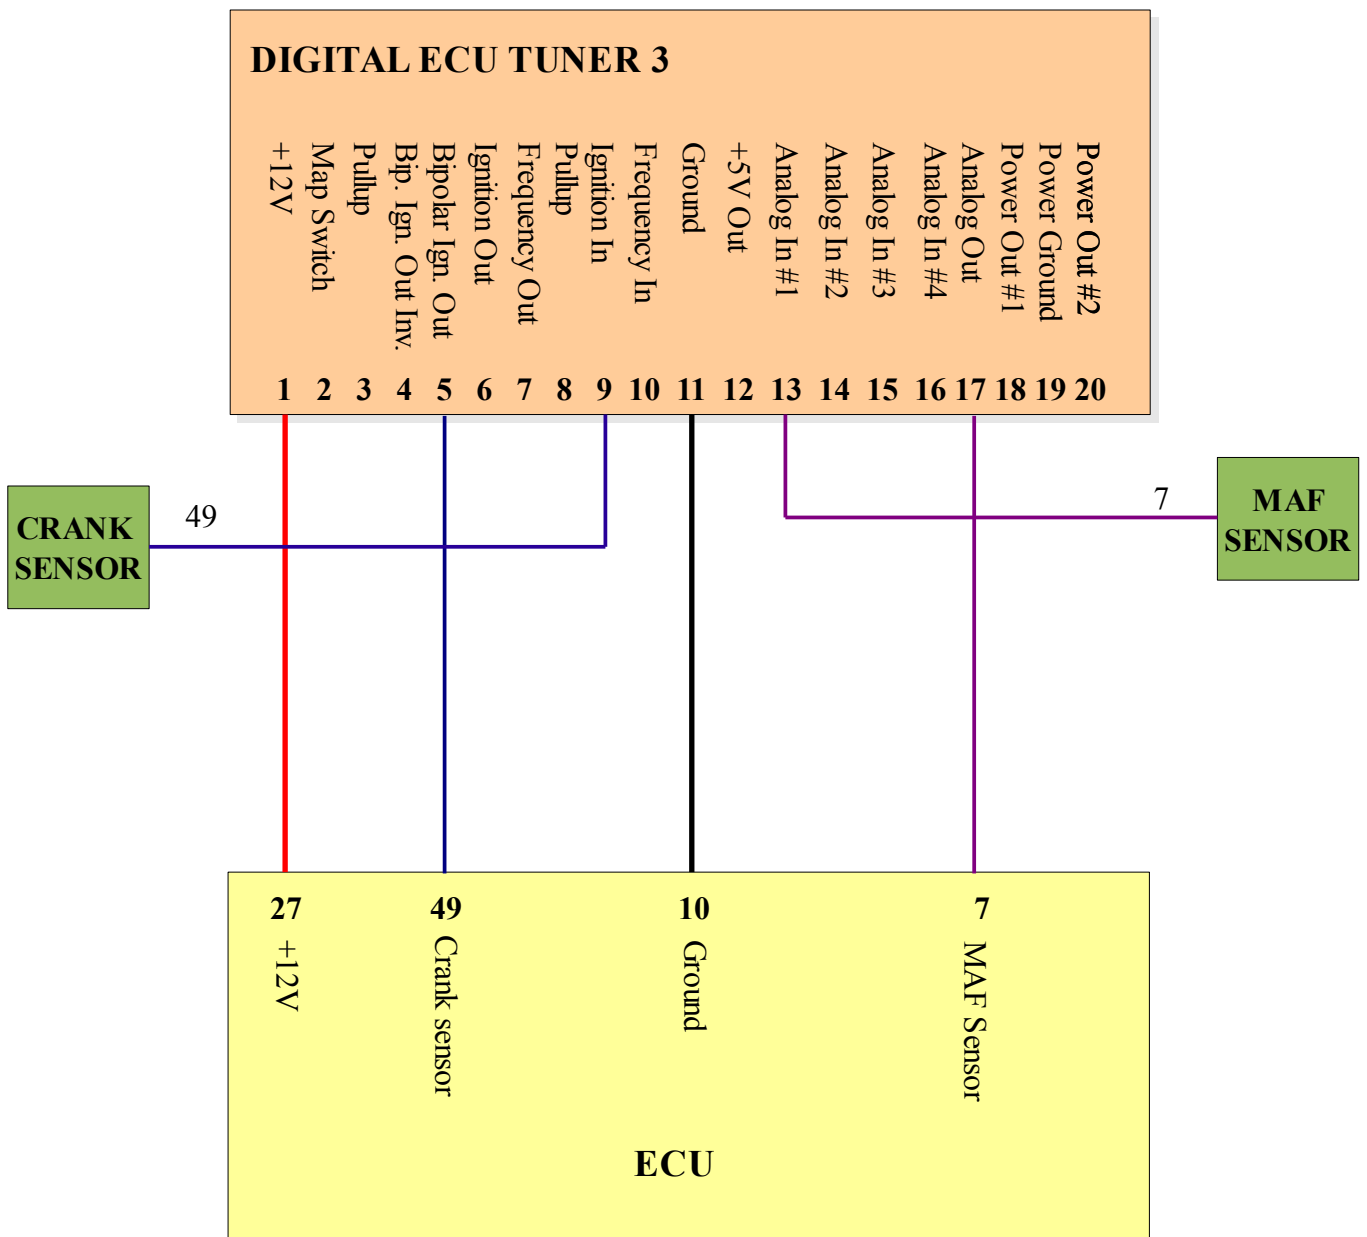 DIGITAL ECU TUNER 3
+12V
Map Switch
Pullup
Bip. Ign. Out Inv.
Bipolar Ign. Out
Ignition Out
Frequency Out
Pullup
Ignition In
Frequency In
Ground
+5V Out
Analog In #1
Analog In #2
Analog In #3
Analog In #4
Analog Out
Power Out #1
Power Ground
Power Out #2
1 2 3 4 5 6 7 8 9 10 11 12 13 14 15 16 17 18 19 20
CRANK
SENSOR
49
7
MAF
SENSOR
27 49 10 7
+12V
Crank sensor
Ground
MAF Sensor
ECU